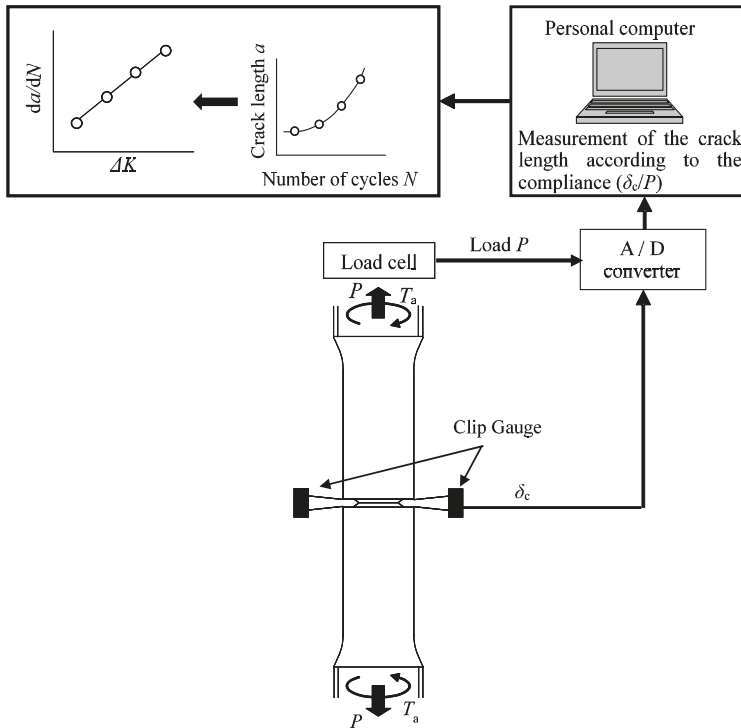 da/dN
ΔK
Crack length a
Number of cycles N
Personal computer
Measurement of the crack
length according to the
compliance (δc/P)
Load cell
Load P
A / D
converter
P
Ta
Clip Gauge
δc
P
Ta